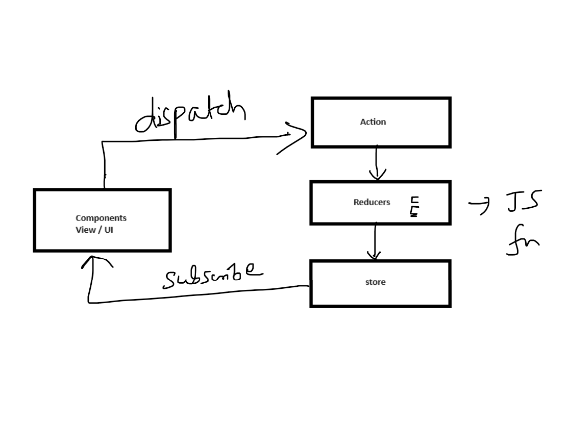 dispatch
Action
Reducers
JS
fn
Components
View / UI
subscribe
store